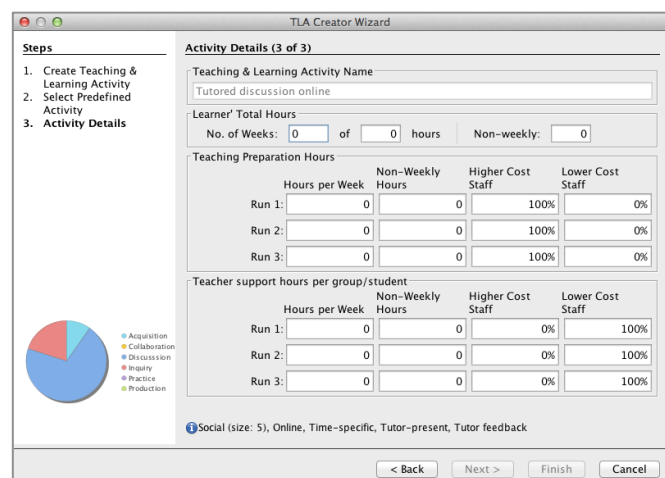 TLA Creator Wizard
Steps
1. Create Teaching &
Learning Activity
2. Select Predefined
Activity
3. Activity Details
Acquisition
Collaboration
Discusssion
Inquiry
Practice
Production
Activity Details (3 of 3)
Teaching & Learning Activity Name
Tutored discussion online
Learner' Total Hours
No. of Weeks: 0 of 0 hours Non-weekly: 0
Teaching Preparation Hours
Non-Weekly Higher Cost Lower Cost
Hours per Week Hours Staff Staff
Run 1: 0 0 100% 0%
Run 2: 0 0 100% 0%
Run 3: 0 0 100% 0%
Teacher support hours per group/student
Non-Weekly Higher Cost Lower Cost
Hours per Week Hours Staff Staff
Run 1: 0 0 0% 100%
Run 2: 0 0 0% 100%
Run 3: 0 0 0% 100%
Social (size: 5), Online, Time-specific, Tutor-present, Tutor feedback
< Back Next > Finish Cancel